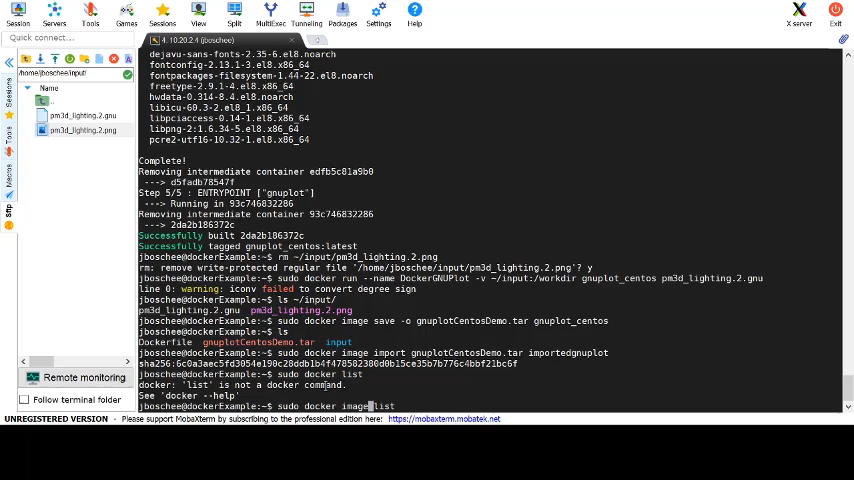 Session
Servers
Tools
Games
Sessions
View
Split
MultiExec
Tunneling
Packages
Settings
Help
X server
Exit
Quick connect...
4. 10.20.2.4 (jboschee)
/home/jboschee/input/
Name
..
pm3d_lighting.2.gnu
pm3d_lighting.2.png
Sessions
Tools
Macros
Sftp
dejavu-sans-fonts-2.35-6.el8.noarch
fontconfig-2.13.1-3.el8.x86_64
fontpackages-filesystem-1.44-22.el8.noarch
freetype-2.9.1-4.el8.x86_64
hwdata-0.314-8.4.el8.noarch
libicu-60.3-2.el8_1.x86_64
libpciaccess-0.14-1.el8.x86_64
libpng-2:1.6.34-5.el8.x86_64
pcre2-utf16-10.32-1.el8.x86_64
Complete!
Removing intermediate container edfb5c81a9b0
---> d5fadb78547f
Step 5/5 : ENTRYPOINT ["gnuplot"]
---> Running in 93c746832286
Removing intermediate container 93c746832286
---> 2da2b186372c
Successfully built 2da2b186372c
Successfully tagged gnuplot_centos:latest
jboschee@dockerExample:~$ rm ~/input/pm3d_lighting.2.png
rm: remove write-protected regular file '/home/jboschee/input/pm3d_lighting.2.png'? y
jboschee@dockerExample:~$ sudo docker run --name DockerGNUPlot -v ~/input:/workdir gnuplot_centos pm3d_lighting.2.gnu
line 0: warning: iconv failed to convert degree sign
jboschee@dockerExample:~$ ls ~/input/
pm3d_lighting.2.gnu  pm3d_lighting.2.png
jboschee@dockerExample:~$ sudo docker image save -o gnuplotCentosDemo.tar gnuplot_centos
jboschee@dockerExample:~$ ls
Dockerfile  gnuplotCentosDemo.tar  input
jboschee@dockerExample:~$ sudo docker image import gnuplotCentosDemo.tar importedgnuplot
sha256:6c0a3aec5fd3054e190c28ddb1b4f478582380d0b15ce35b7b776c4bbf21bc6f
jboschee@dockerExample:~$ sudo docker list
docker: 'list' is not a docker command.
See 'docker --help'
jboschee@dockerExample:~$ sudo docker image list
Remote monitoring
Follow terminal folder
UNREGISTERED VERSION - Please support MobaXterm by subscribing to the professional edition here: https://mobaxterm.mobatek.net